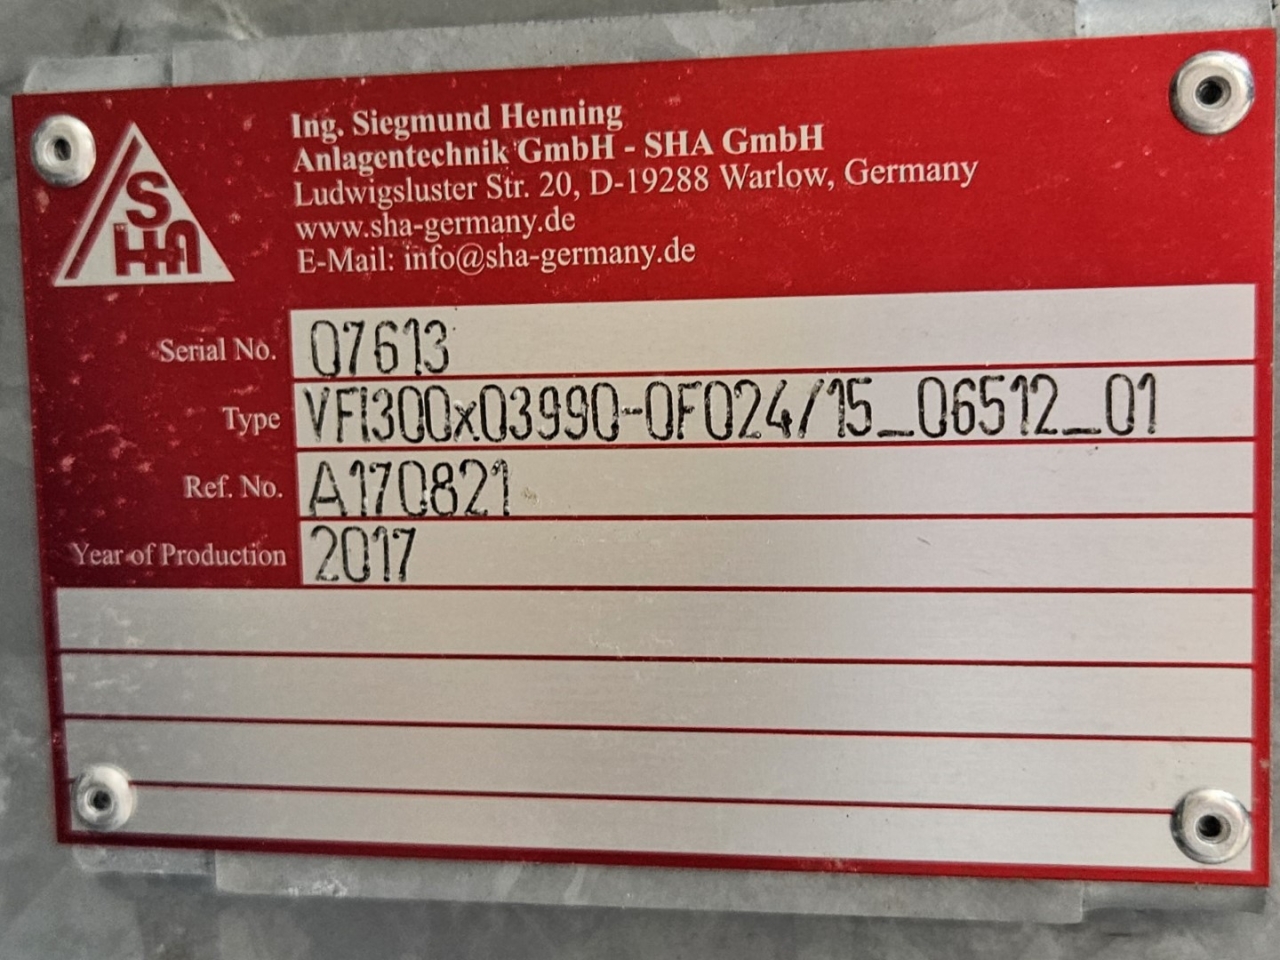 Ing. Siegmund Henning
Anlagentechnik GmbH - SHA GmbH
Ludwigsluster Str. 20, D-19288 Warlow, Germany
www.sha-germany.de
E-Mail: info@sha-germany.de
SHA
Serial No. 07613
Type VFI300x03990-0F024/15_06512_01
Ref. No. A170821
Year of Production 2017